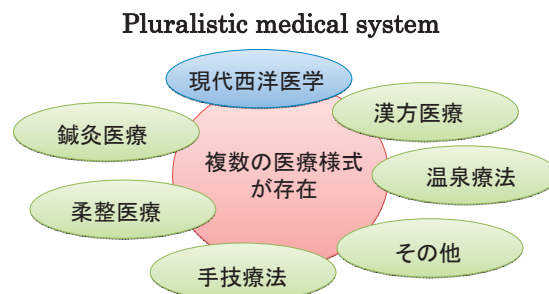 Pluralistic medical system
現代西洋医学
漢方医療
鍼灸医療
複数の医療様式
が存在
温泉療法
柔整医療
その他
手技療法